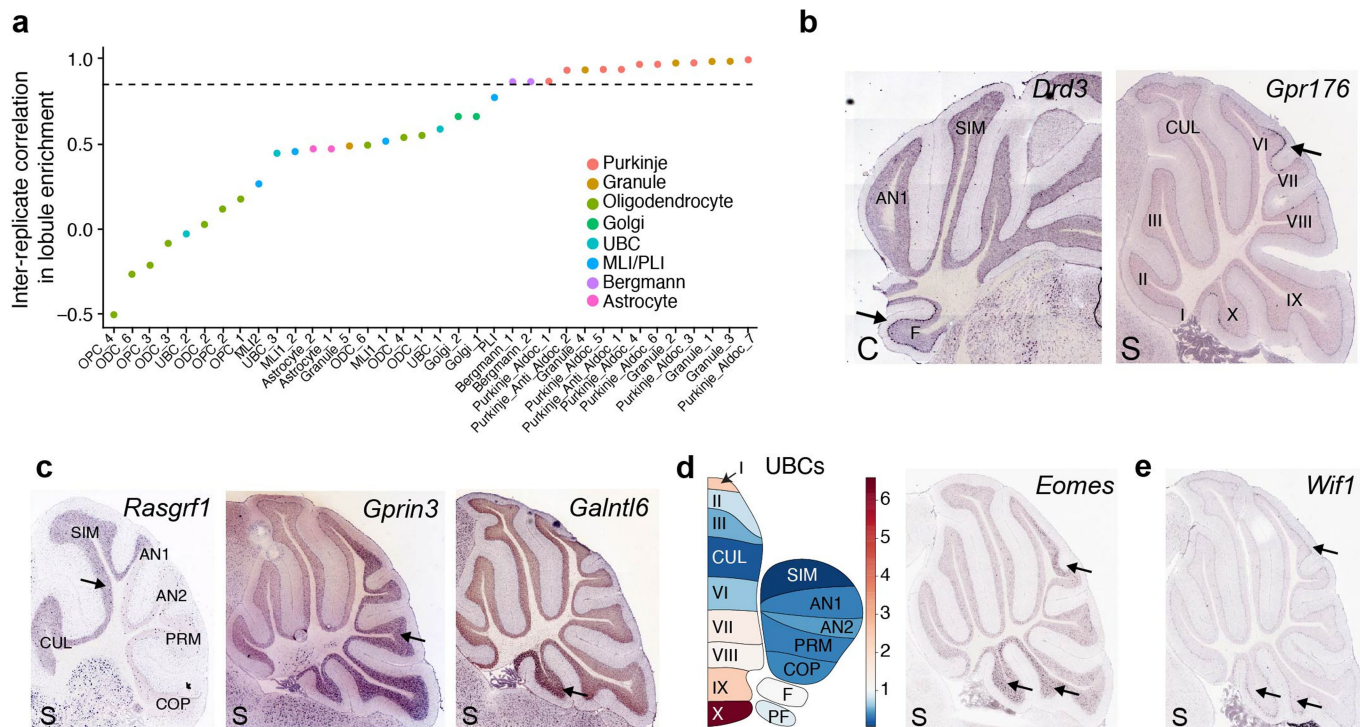 a
Inter-replicate correlation
in lobule enrichment
1.0
0.5
0.0
−0.5
Purkinje
Granule
Oligodendrocyte
Golgi
UBC
MLI/PLI
Bergmann
Astrocyte
OPC_4
ODC_6
OPC_3
ODC_3
UBC_2
ODC_2
OPC_2
OPC_1
MLI2
UBC_3
MLI1_2
Astrocyte_2
Astrocyte_1
Granule_5
ODC_6
MLI1_1
ODC_4
ODC_1
UBC_1
Golgi_2
Golgi_1
PLI
Bergmann_1
Bergmann_2
Purkinje_Aldoc_1
Purkinje_Anti_Aldoc_2
Granule_4
Purkinje_Aldoc_5
Purkinje_Anti_Aldoc_1
Purkinje_Aldoc_4
Purkinje_Aldoc_6
Granule_2
Purkinje_Aldoc_3
Granule_1
Granule_3
Purkinje_Aldoc_7
b
Drd3
SIM
AN1
F
C
Gpr176
CUL
VI
VII
III
VIII
II
I
X
IX
S
c
Rasgrf1
SIM
AN1
AN2
CUL
PRM
COP
S
Gprin3
S
Galntl6
S
d
UBCs
I
II
III
CUL
VI
VII
VIII
IX
X
SIM
AN1
AN2
PRM
COP
F
PF
6
5
4
3
2
1
0
Eomes
S
e
Wif1
S